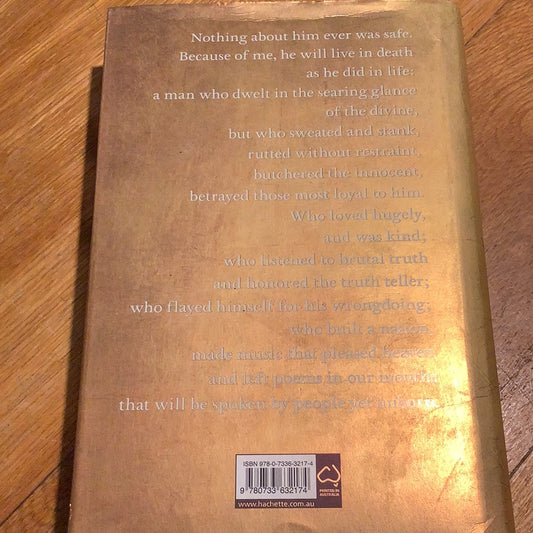 Nothing about him ever was safe.
Because of me, he will live in death
as he did in life:
a man who dwelt in the searing glance
of the divine,
but who sweated and stank,
rutted without restraint,
butchered the innocent,
betrayed those most loyal to him.
Who loved hugely,
and was kind;
who listened to brutal truth
and honored the truth teller;
who flayed himself for his wrongdoing;
who built a nation,
made music that pleased heaven
and left poems in our mouths
that will be spoken by people yet unborn.
ISBN 978-0-7336-3217-4
9 780733 632174
PRINTED IN
AUSTRALIA
www.hachette.com.au